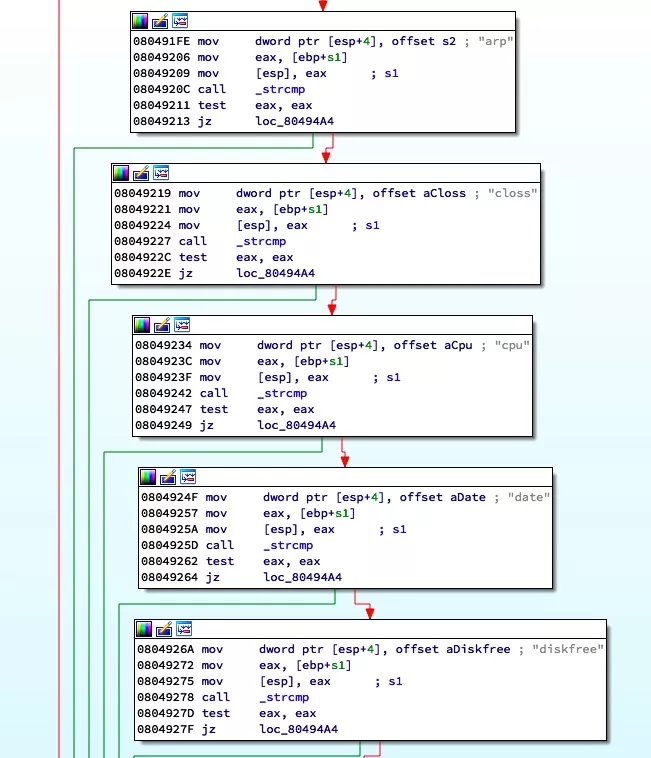 080491FE mov dword ptr [esp+4], offset s2 ; "arp"
08049206 mov eax, [ebp+s1]
08049209 mov [esp], eax ; s1
0804920C call _strcmp
08049211 test eax, eax
08049213 jz loc_80494A4
08049219 mov dword ptr [esp+4], offset aCloss ; "closs"
08049221 mov eax, [ebp+s1]
08049224 mov [esp], eax ; s1
08049227 call _strcmp
0804922C test eax, eax
0804922E jz loc_80494A4
08049234 mov dword ptr [esp+4], offset aCpu ; "cpu"
0804923C mov eax, [ebp+s1]
0804923F mov [esp], eax ; s1
08049242 call _strcmp
08049247 test eax, eax
08049249 jz loc_80494A4
0804924F mov dword ptr [esp+4], offset aDate ; "date"
08049257 mov eax, [ebp+s1]
0804925A mov [esp], eax ; s1
0804925D call _strcmp
08049262 test eax, eax
08049264 jz loc_80494A4
0804926A mov dword ptr [esp+4], offset aDiskfree ; "diskfree"
08049272 mov eax, [ebp+s1]
08049275 mov [esp], eax ; s1
08049278 call _strcmp
0804927D test eax, eax
0804927F jz loc_80494A4